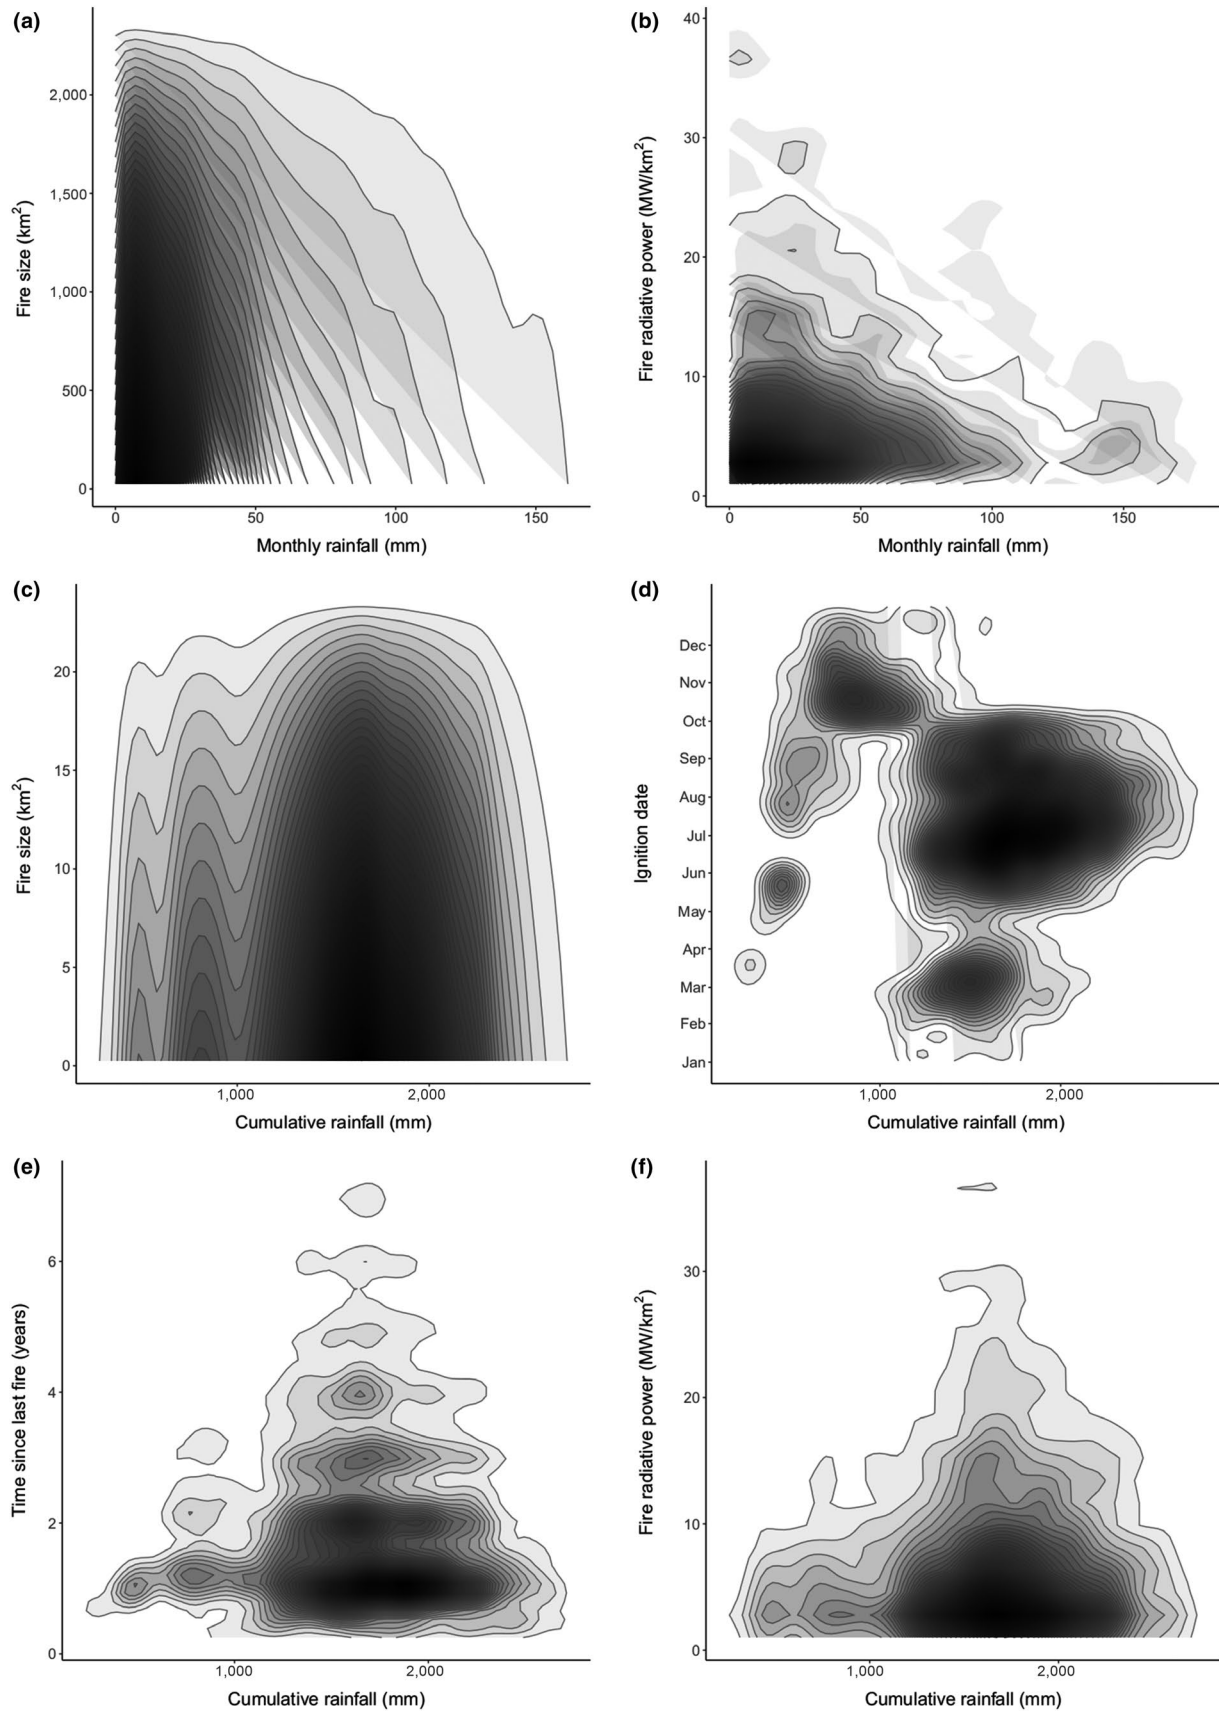 (a)
2,000
1,500
1,000
500
0
Fire size (km²)
0 50 100 150
Monthly rainfall (mm)
(b)
40
30
20
10
0
Fire radiative power (MW/km²)
0 50 100 150
Monthly rainfall (mm)
(c)
20
15
10
5
0
Fire size (km²)
1,000 2,000
Cumulative rainfall (mm)
(d)
Dec
Nov
Oct
Sep
Aug
Jul
Jun
May
Apr
Mar
Feb
Jan
Ignition date
1,000 2,000
Cumulative rainfall (mm)
(e)
6
4
2
0
Time since last fire (years)
1,000 2,000
Cumulative rainfall (mm)
(f)
30
20
10
0
Fire radiative power (MW/km²)
1,000 2,000
Cumulative rainfall (mm)